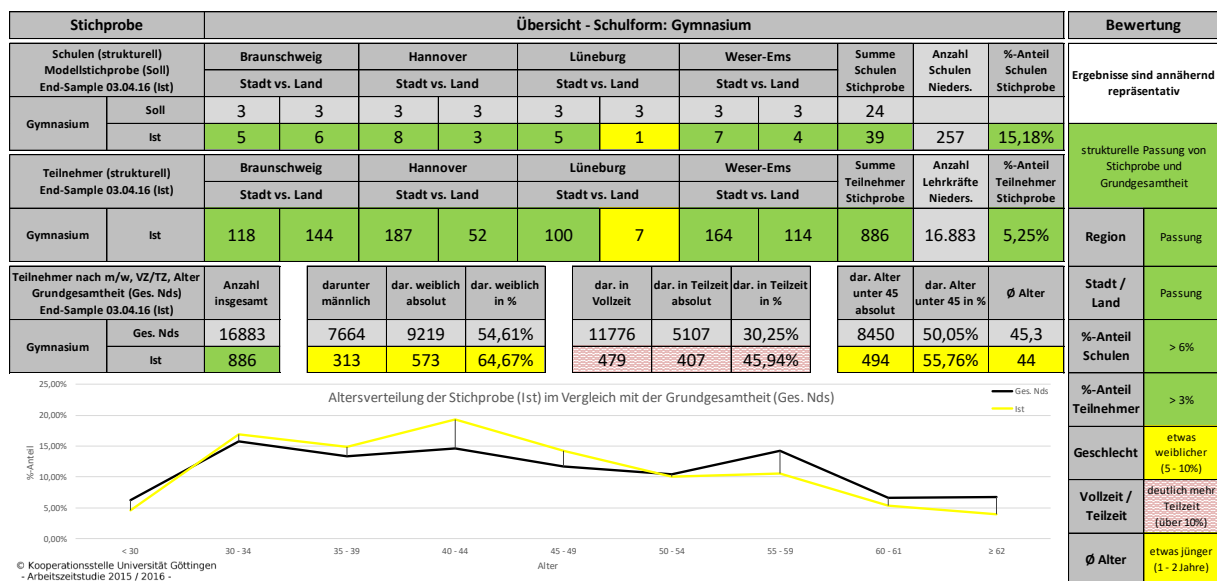 Stichprobe Übersicht - Schulform: Gymnasium Bewertung
Schulen (strukturell)
Modellstichprobe (Soll)
End-Sample 03.04.16 (Ist)
Braunschweig Hannover Lüneburg Weser-Ems
Stadt vs. Land Stadt vs. Land Stadt vs. Land Stadt vs. Land
Summe
Schulen
Stichprobe
Anzahl
Schulen
Nieders.
%-Anteil
Schulen
Stichprobe
Ergebnisse sind annähernd
repräsentativ
Gymnasium
Soll 3 3 3 3 3 3 3 3 24
Ist 5 6 8 3 5 1 7 4 39 257 15,18%
strukturelle Passung von
Stichprobe und
Grundgesamtheit
Teilnehmer (strukturell)
End-Sample 03.04.16 (Ist)
Braunschweig Hannover Lüneburg Weser-Ems
Stadt vs. Land Stadt vs. Land Stadt vs. Land Stadt vs. Land
Summe
Teilnehmer
Stichprobe
Anzahl
Lehrkräfte
Nieders.
%-Anteil
Teilnehmer
Stichprobe
Gymnasium Ist 118 144 187 52 100 7 164 114 886 16.883 5,25%
Region Passung
Teilnehmer nach m/w, VZ/TZ, Alter
Grundgesamtheit (Ges. Nds)
End-Sample 03.04.16 (Ist)
Anzahl
insgesamt
darunter
männlich
dar. weiblich
absolut
dar. weiblich
in %
dar. in
Vollzeit
dar. in Teilzeit
absolut
dar. in Teilzeit
in %
dar. Alter
unter 45
absolut
dar. Alter
unter 45 in %
Ø Alter
Stadt /
Land
Passung
Gymnasium
Ges. Nds 16883 7664 9219 54,61% 11776 5107 30,25% 8450 50,05% 45,3
Ist 886 313 573 64,67% 479 407 45,94% 494 55,76% 44
%-Anteil
Schulen
> 6%
%-Anteil
Teilnehmer
> 3%
Geschlecht
etwas
weiblicher
(5 - 10%)
Vollzeit /
Teilzeit
deutlich mehr
Teilzeit
(über 10%)
Ø Alter
etwas jünger
(1 - 2 Jahre)
Altersverteilung der Stichprobe (Ist) im Vergleich mit der Grundgesamtheit (Ges. Nds)
Ges. Nds
Ist
%-Anteil
25,00%
20,00%
15,00%
10,00%
5,00%
0,00%
< 30 30 - 34 35 - 39 40 - 44 45 - 49 50 - 54 55 - 59 60 - 61 ≥ 62
Alter
© Kooperationsstelle Universität Göttingen
- Arbeitszeitstudie 2015 / 2016 -